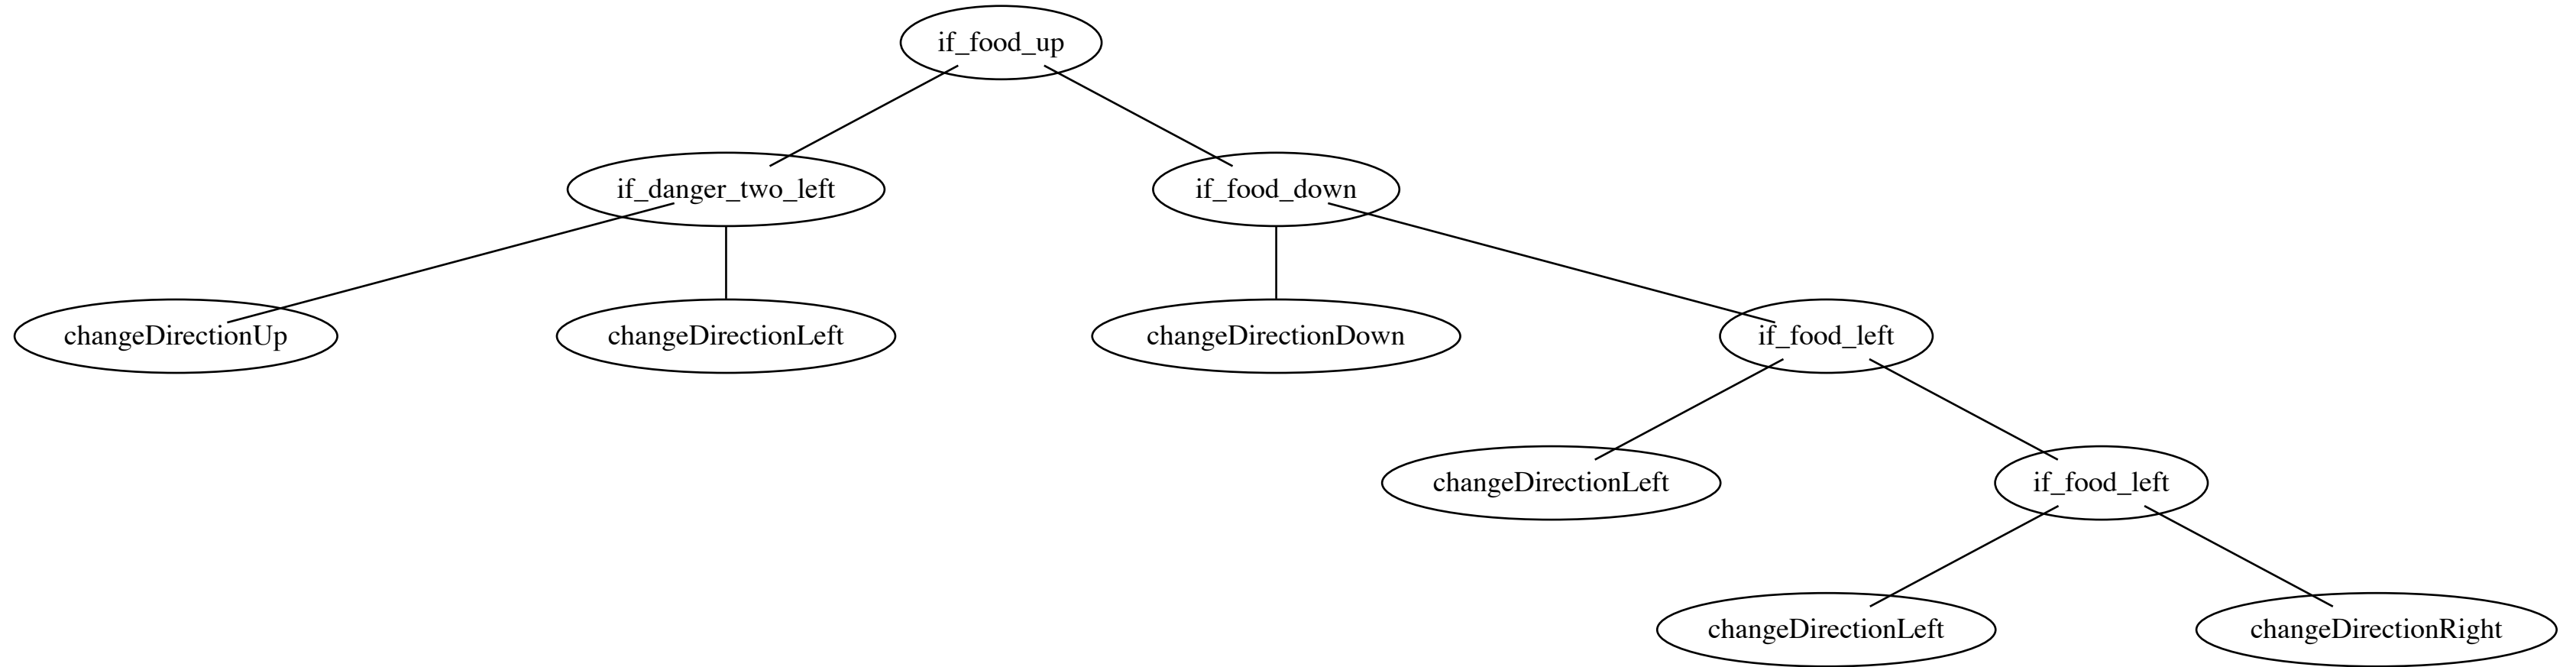 if_food_up
if_danger_two_left
if_food_down
changeDirectionUp
changeDirectionLeft
changeDirectionDown
if_food_left
changeDirectionLeft
if_food_left
changeDirectionLeft
changeDirectionRight